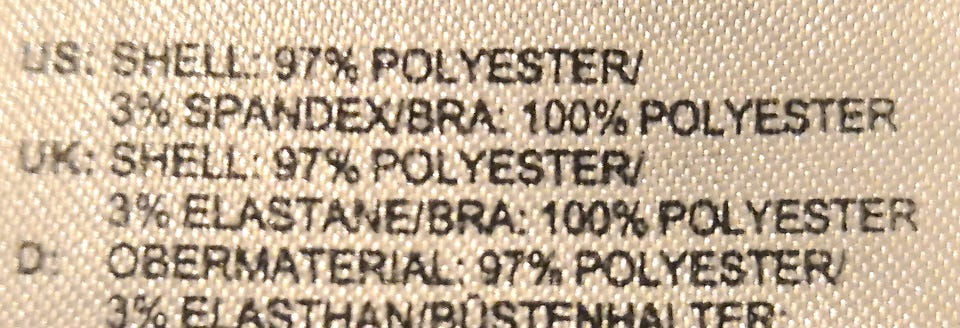 US: SHELL: 97% POLYESTER/
3% SPANDEX/BRA: 100% POLYESTER
UK: SHELL: 97% POLYESTER/
3% ELASTANE/BRA: 100% POLYESTER
D: OBERMATERIAL: 97% POLYESTER/
3% ELASTHAN/BÜSTENHALTER: